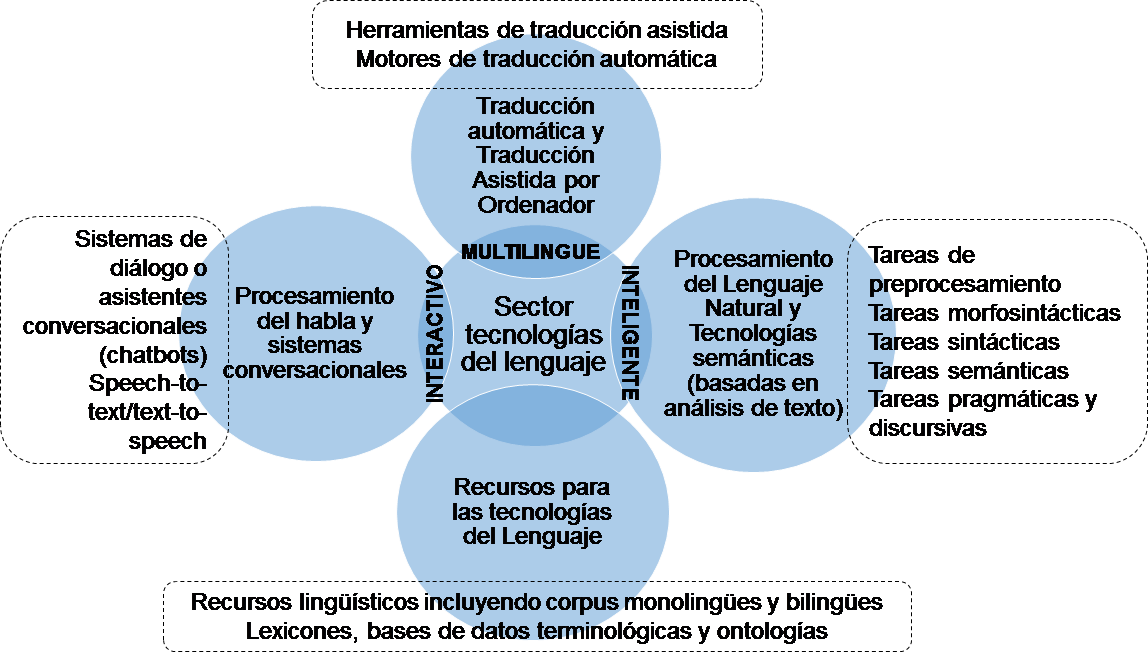 Herramientas de traducción asistida
Motores de traducción automática
Traducción
automática y
Traducción
Asistida por
Ordenador
MULTILINGUE
Sistemas de
diálogo o
asistentes
conversacionales
(chatbots)
Speech-to-
text/text-to-
speech
Procesamiento
del habla y
sistemas
conversacionales
INTERACTIVO
Sector
tecnologías
del lenguaje
INTELIGENTE
Procesamiento
del Lenguaje
Natural y
Tecnologías
semánticas
(basadas en
análisis de texto)
Tareas de
preprocesamiento
Tareas morfosintácticas
Tareas sintácticas
Tareas semánticas
Tareas pragmáticas y
discursivas
Recursos para
las tecnologías
del Lenguaje
Recursos lingüísticos incluyendo corpus monolingües y bilingües
Lexicones, bases de datos terminológicas y ontologías